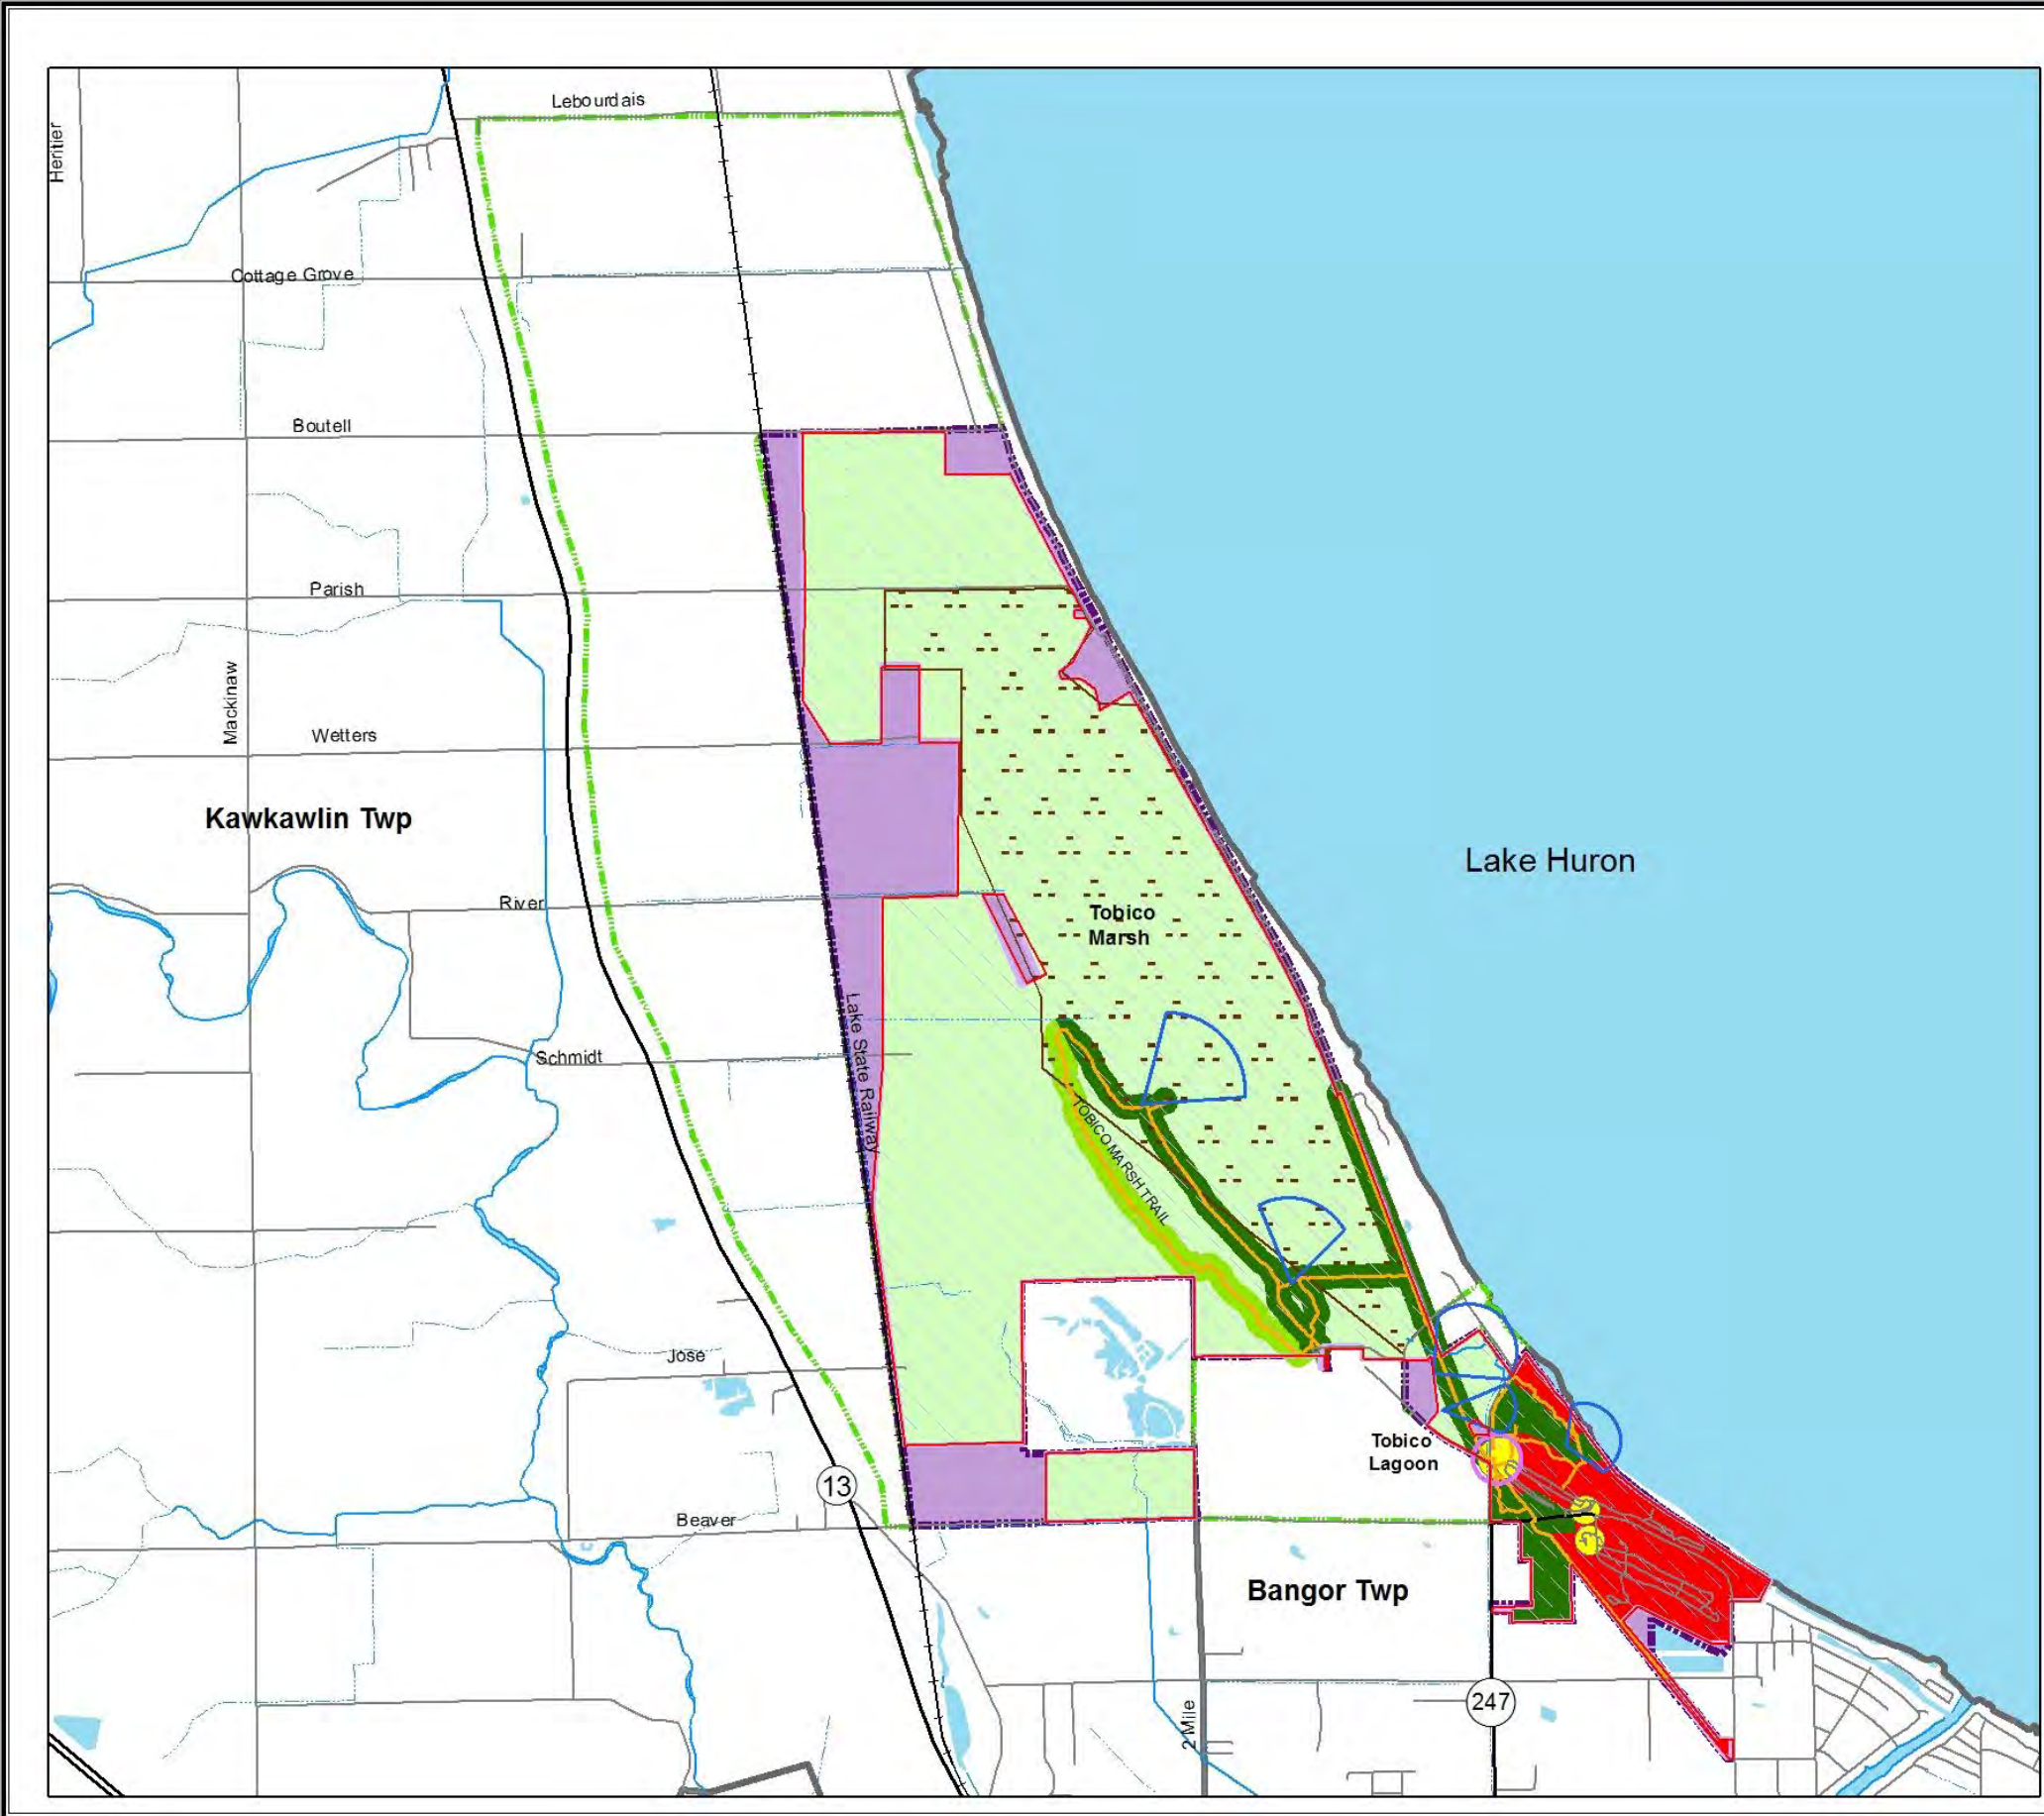 Lebourdais
Heritier
Cottage Grove
Boutell
Parish
Mackinaw
Wetters
Kawkawlin Twp
Lake Huron
River
Tobico
Marsh
Lake State Railway
Schmidt
TOBICO MARSH TRAIL
Jose
Tobico
Lagoon
13
Beaver
Bangor Twp
247
2 Mile